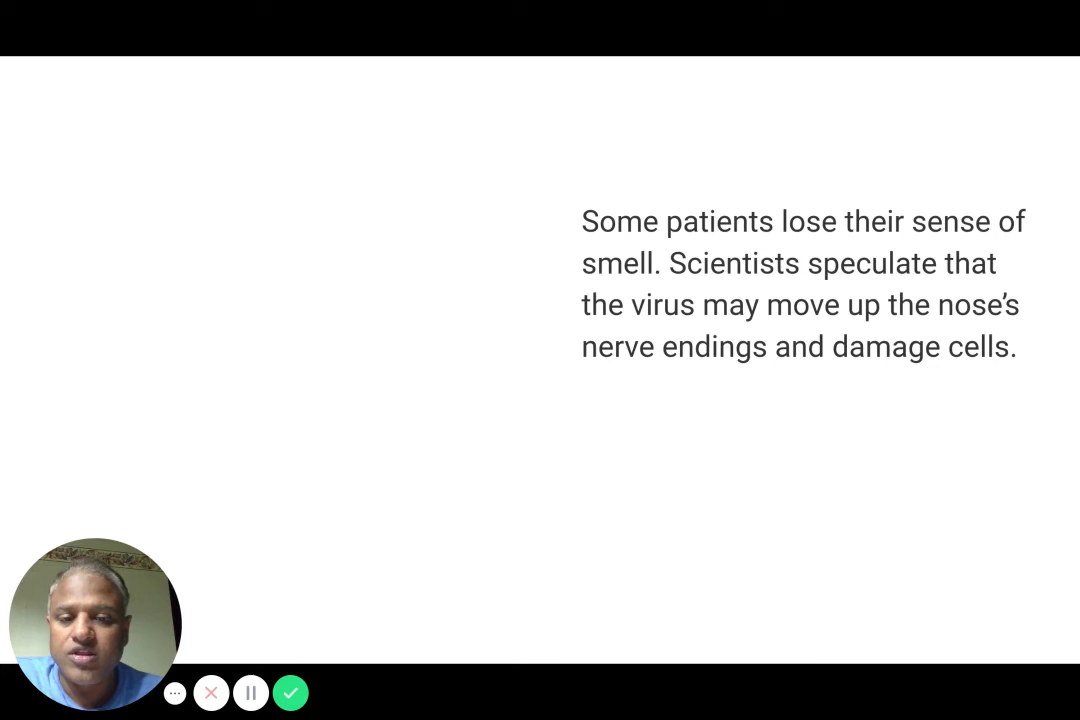 Some patients lose their sense of
smell. Scientists speculate that
the virus may move up the nose’s
nerve endings and damage cells.